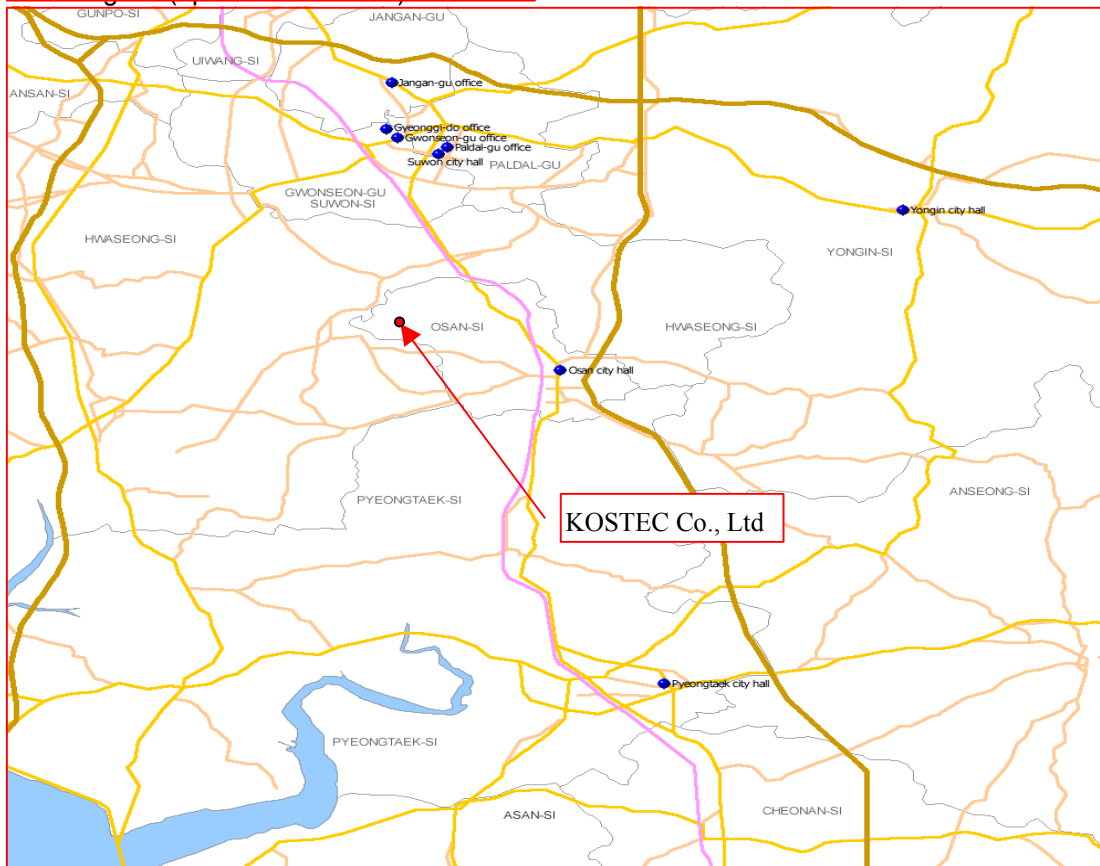 GUNPO-SI
JANGAN-GU
UIWANG-SI
ANSAN-SI
Jangan-gu office
Gyeonggi-do office
Gwonseon-gu office
Paldal-gu office
Suwon city hall
PALDAL-GU
GWONSEON-GU
SUWON-SI
Yongin city hall
HWASEONG-SI
YONGIN-SI
OSAN-SI
HWASEONG-SI
Osan city hall
PYEONGTAEK-SI
ANSEONG-SI
KOSTEC Co., Ltd
Pyeongtaek city hall
PYEONGTAEK-SI
ASAN-SI
CHEONAN-SI